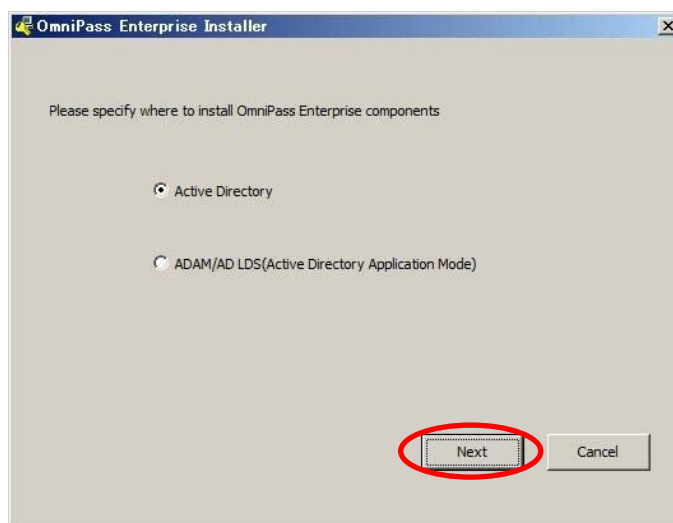 OmniPass Enterprise Installer
Please specify where to install OmniPass Enterprise components
Active Directory
ADAM/AD LDS(Active Directory Application Mode)
Next
Cancel